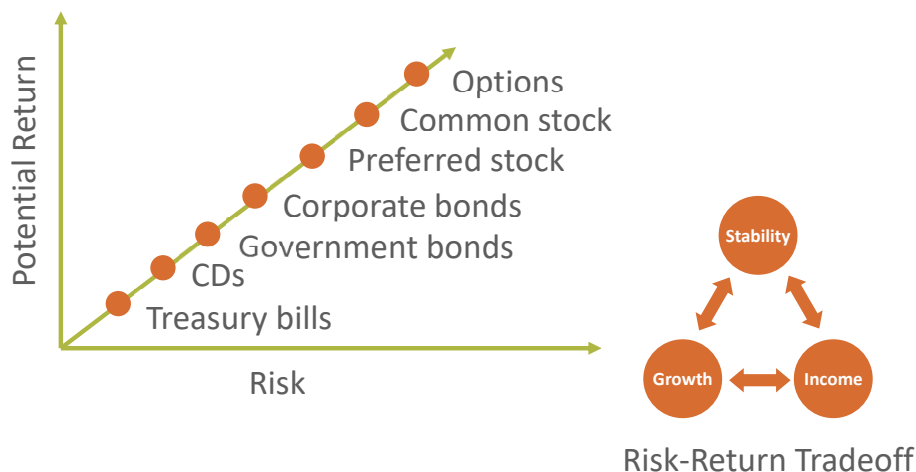 Potential Return
Options
Common stock
Preferred stock
Corporate bonds
Government bonds
CDs
Treasury bills
Risk
Stability
Growth
Income
Risk-Return Tradeoff